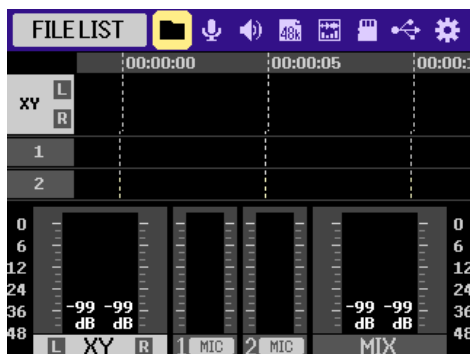 FILE LIST 48k
00:00:00 00:00:05 00:00:
XY L
R
1
2
0 0
6 6
12 12
24 24
36 -99 -99 -99 -99 36
dB dB dB dB
48 48
L XY R 1 MIC 2 MIC MIX